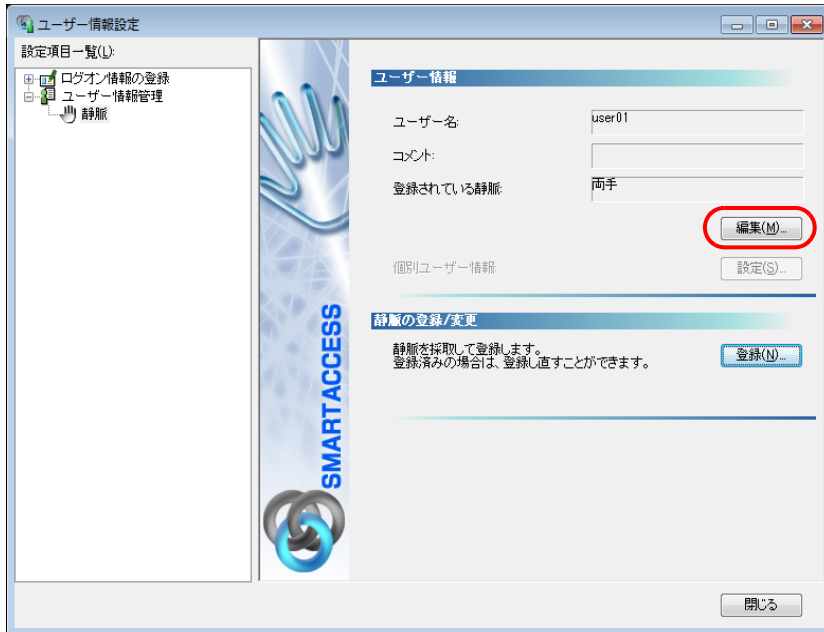 ユーザー情報設定
設定項目一覧(L):
ログオン情報の登録
ユーザー情報管理
静脈
ユーザー情報
ユーザー名:
user01
コメント:
登録されている静脈:
両手
編集(M)...
個別ユーザー情報:
設定(S)...
静脈の登録/変更
静脈を採取して登録します。
登録済みの場合は、登録し直すことができます。
登録(N)...
SMARTACCESS
閉じる